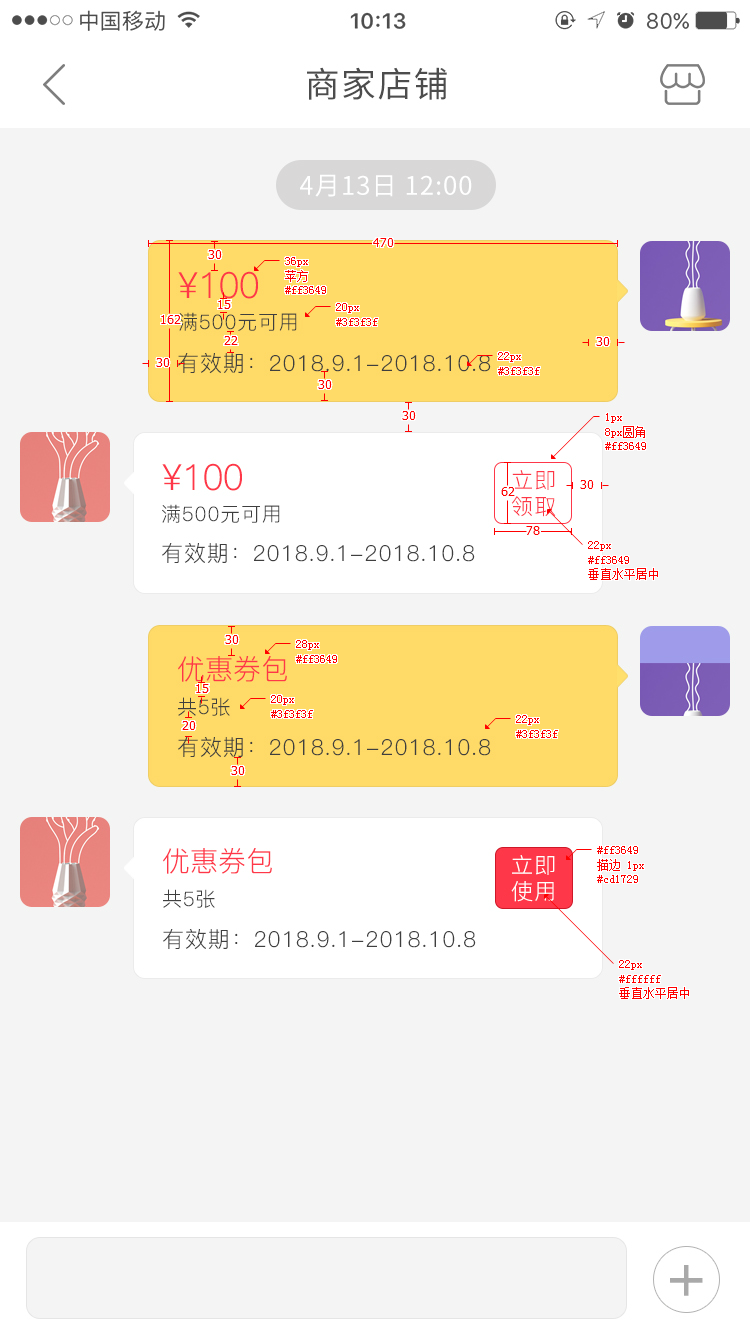 中国移动
10:13
80%
商家店铺
4月13日 12:00
470
30
36px
苹方
#ff3649
¥100
15
20px
#3f3f3f
162
满500元可用
22
30
30
有效期：2018.9.1-2018.10.8
22px
#3f3f3f
30
30
1px
8px圆角
#ff3649
¥100
立即
领取
62
30
78
满500元可用
22px
#ff3649
垂直水平居中
有效期：2018.9.1-2018.10.8
30
28px
#ff3649
优惠券包
15
20px
#3f3f3f
共5张
20
22px
#3f3f3f
有效期：2018.9.1-2018.10.8
30
优惠券包
立即
使用
#ff3649
描边 1px
#cd1729
共5张
有效期：2018.9.1-2018.10.8
22px
#ffffff
垂直水平居中